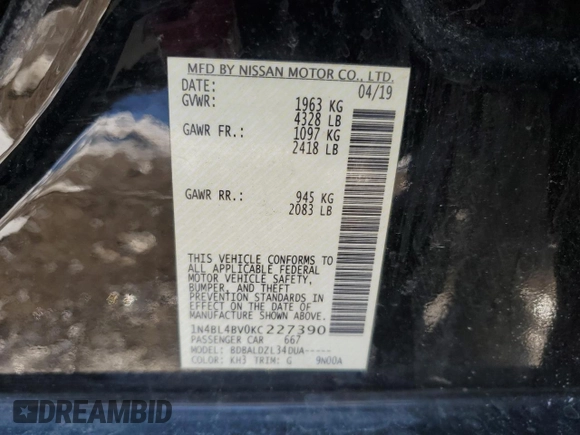 MFD BY NISSAN MOTOR CO., LTD.
DATE: 04/19
GVWR: 1963 KG
4328 LB
GAWR FR.: 1097 KG
2418 LB
GAWR RR.: 945 KG
2083 LB
THIS VEHICLE CONFORMS TO
ALL APPLICABLE FEDERAL
MOTOR VEHICLE SAFETY,
BUMPER, AND THEFT
PREVENTION STANDARDS IN
EFFECT ON THE DATE OF
MANUFACTURE SHOWN ABOVE.
1N4BL4BV0KC227390
PASSENGER CAR 667
MODEL: BDBALDZL34DUA-----
COLOR: KH3 TRIM: G 9N00A
DREAMBID